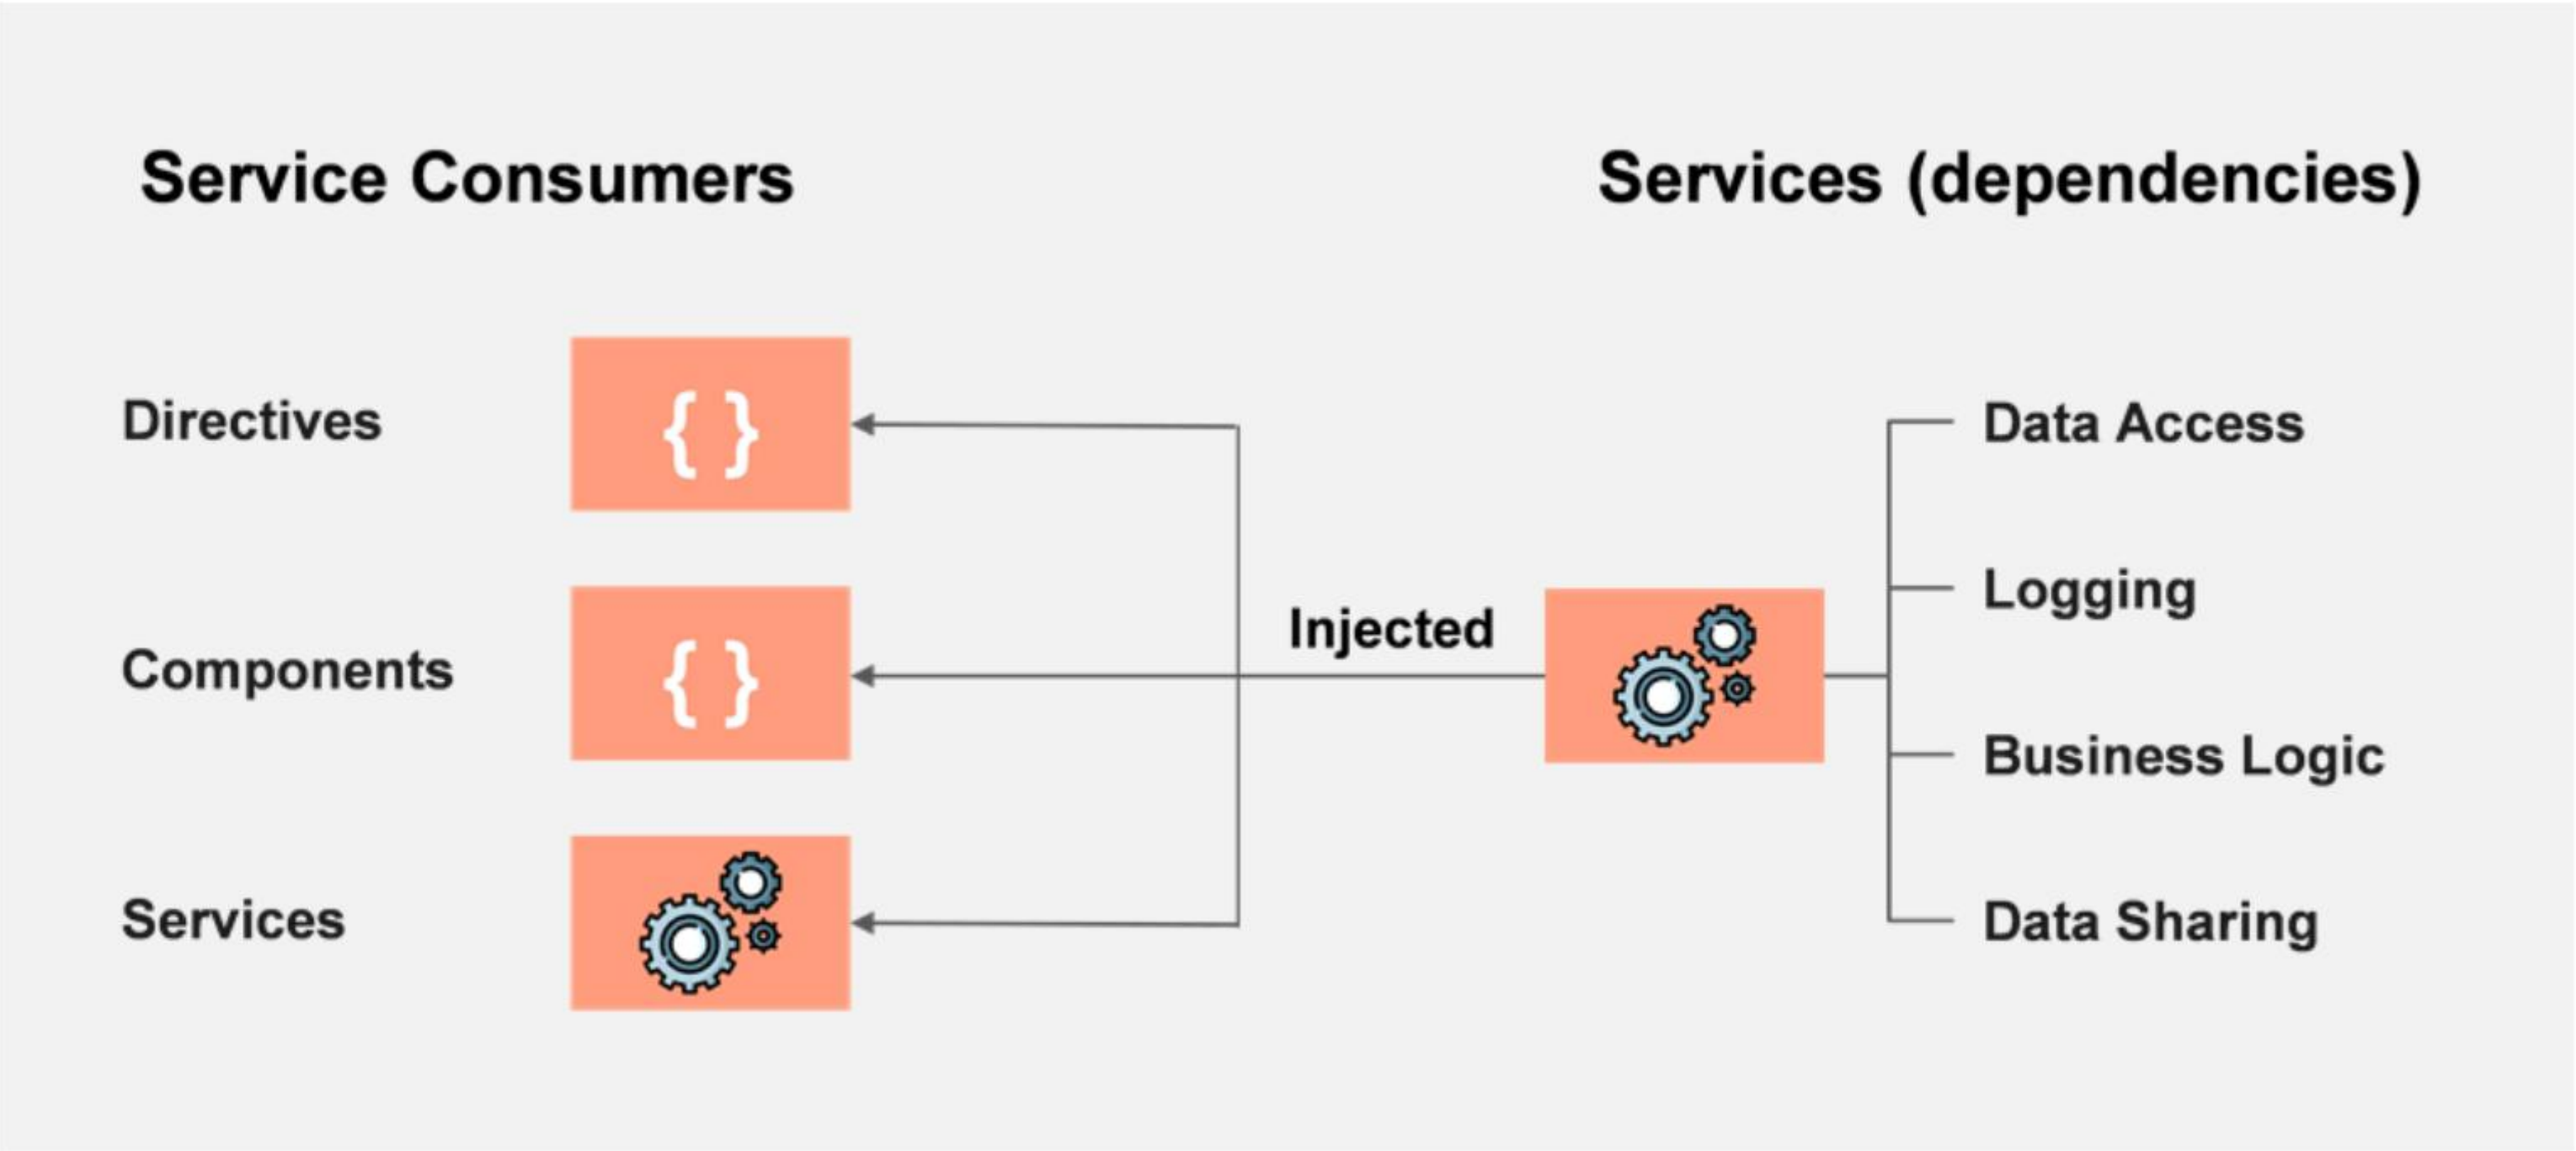 Service Consumers
Services (dependencies)
Directives
{ }
Components
{ }
Services
Injected
Data Access
Logging
Business Logic
Data Sharing